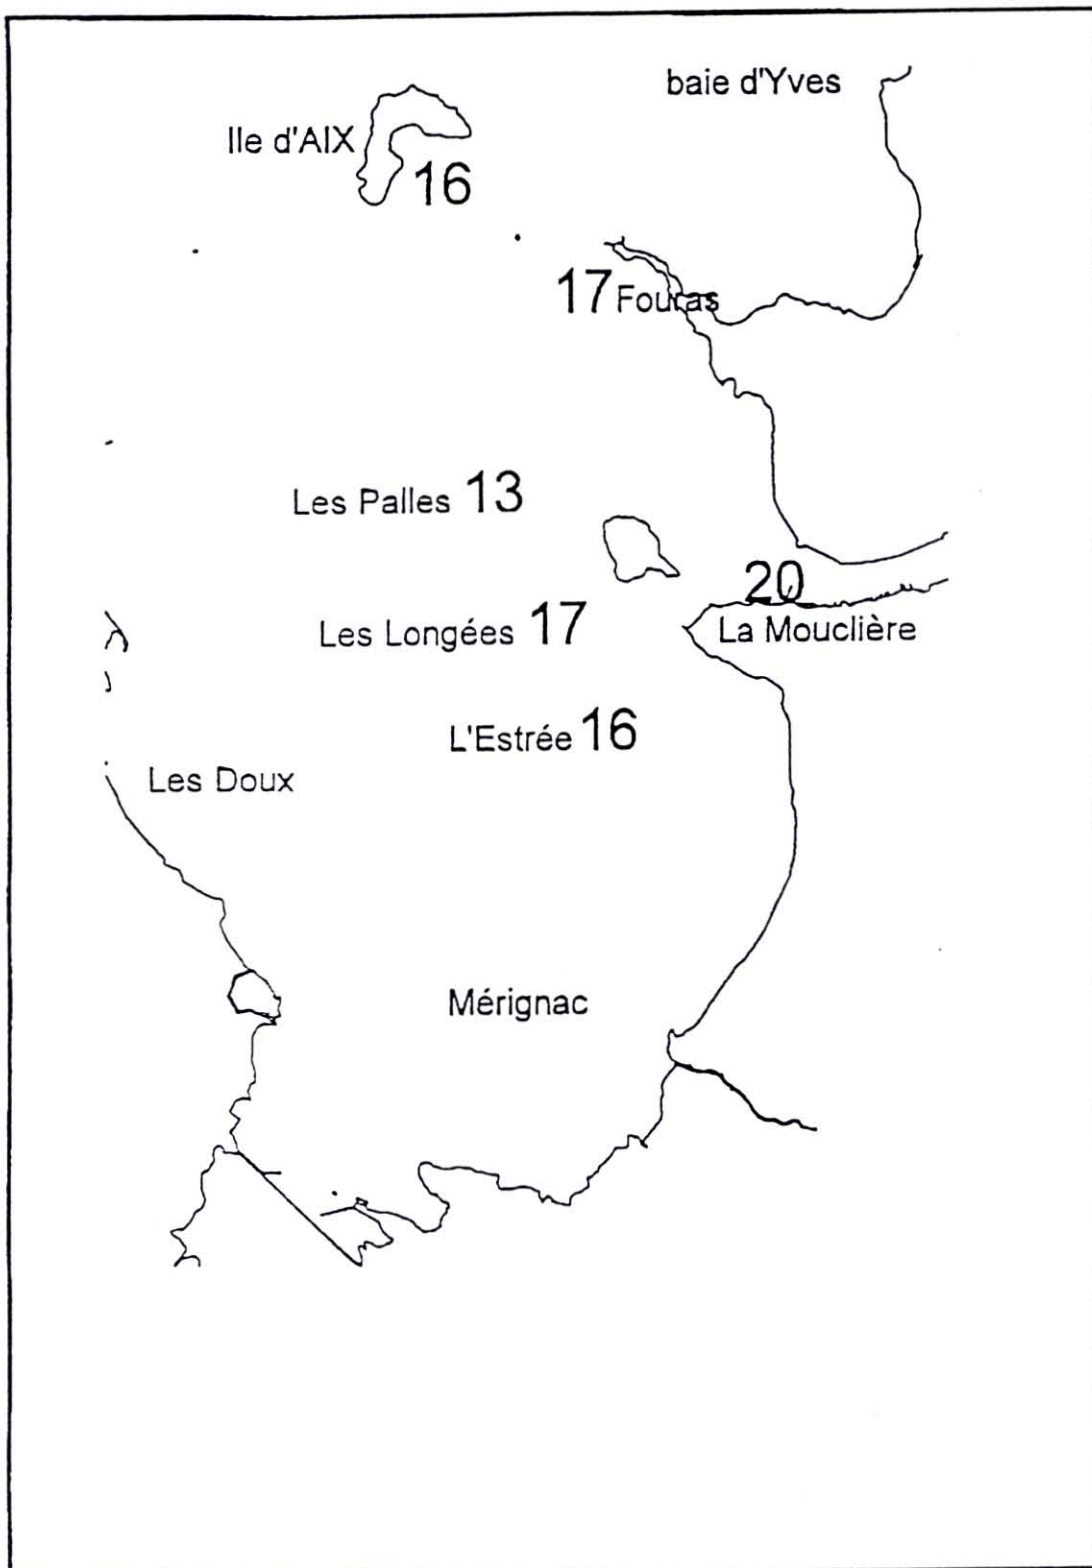 baie d'Yves
Ile d'AIX
16
17 Fouras
Les Palles 13
20
Les Longées 17
La Mouclière
L'Estrée 16
Les Doux
Mérignac